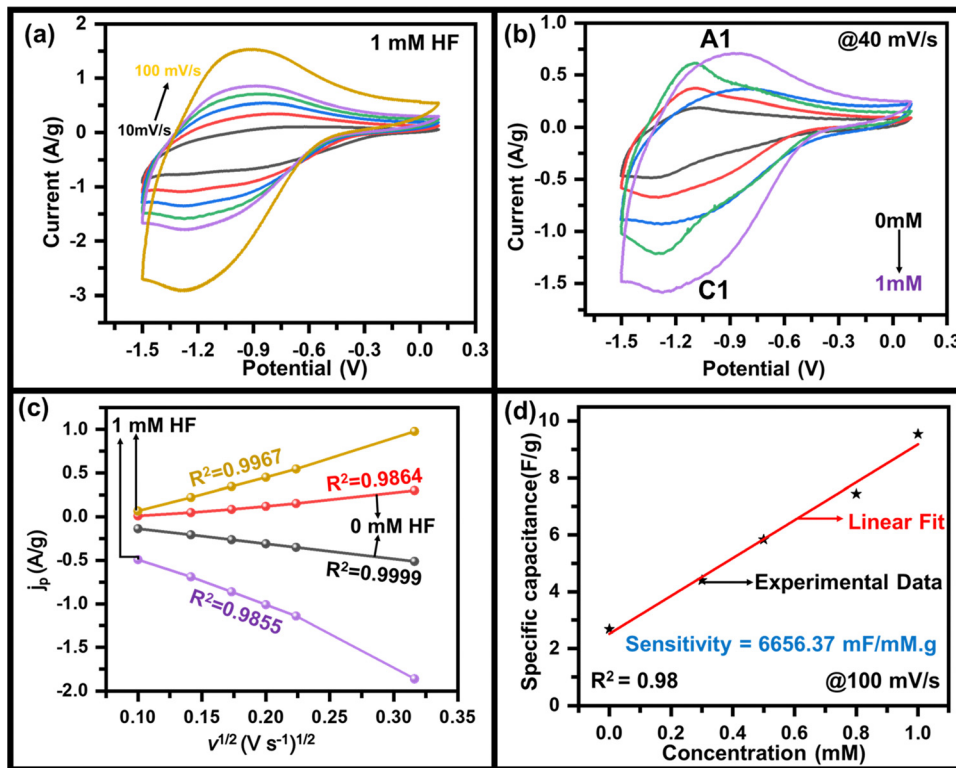 (a)
1 mM HF
100 mV/s
10mV/s
2
1
0
-1
-2
-3
Current (A/g)
-1.5 -1.2 -0.9 -0.6 -0.3 0.0 0.3
Potential (V)
(b)
A1
@40 mV/s
1.0
0.5
0.0
-0.5
-1.0
-1.5
Current (A/g)
0mM
1mM
C1
-1.5 -1.2 -0.9 -0.6 -0.3 0.0 0.3
Potential (V)
(c)
1 mM HF
R²=0.9967
R²=0.9864
0 mM HF
R²=0.9999
R²=0.9855
1.0
0.5
0.0
-0.5
-1.0
-1.5
-2.0
jₚ (A/g)
0.10 0.15 0.20 0.25 0.30 0.35
v¹ᐟ² (V s⁻¹)¹ᐟ²
(d)
10
8
6
4
2
0
Specific capacitance(F/g)
Linear Fit
Experimental Data
Sensitivity = 6656.37 mF/mM.g
R² = 0.98
@100 mV/s
0.0 0.2 0.4 0.6 0.8 1.0
Concentration (mM)